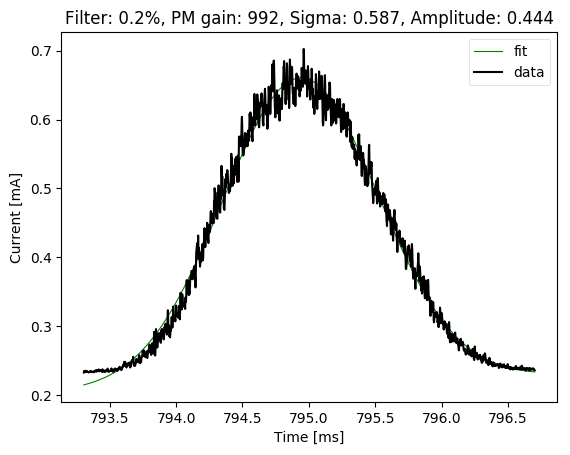 Filter: 0.2%, PM gain: 992, Sigma: 0.587, Amplitude: 0.444
fit
data
Current [mA]
0.7
0.6
0.5
0.4
0.3
0.2
793.5 794.0 794.5 795.0 795.5 796.0 796.5
Time [ms]